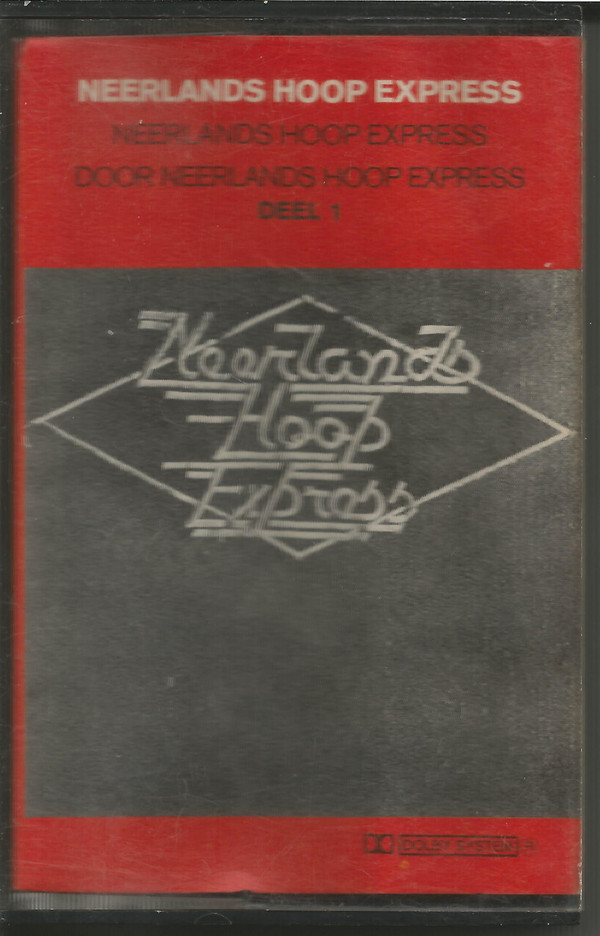 NEERLANDS HOOP EXPRESS
NEERLANDS HOOP EXPRESS
DOOR NEERLANDS HOOP EXPRESS
DEEL 1
Neerlands
Hoop
Express
DOLBY SYSTEM ®